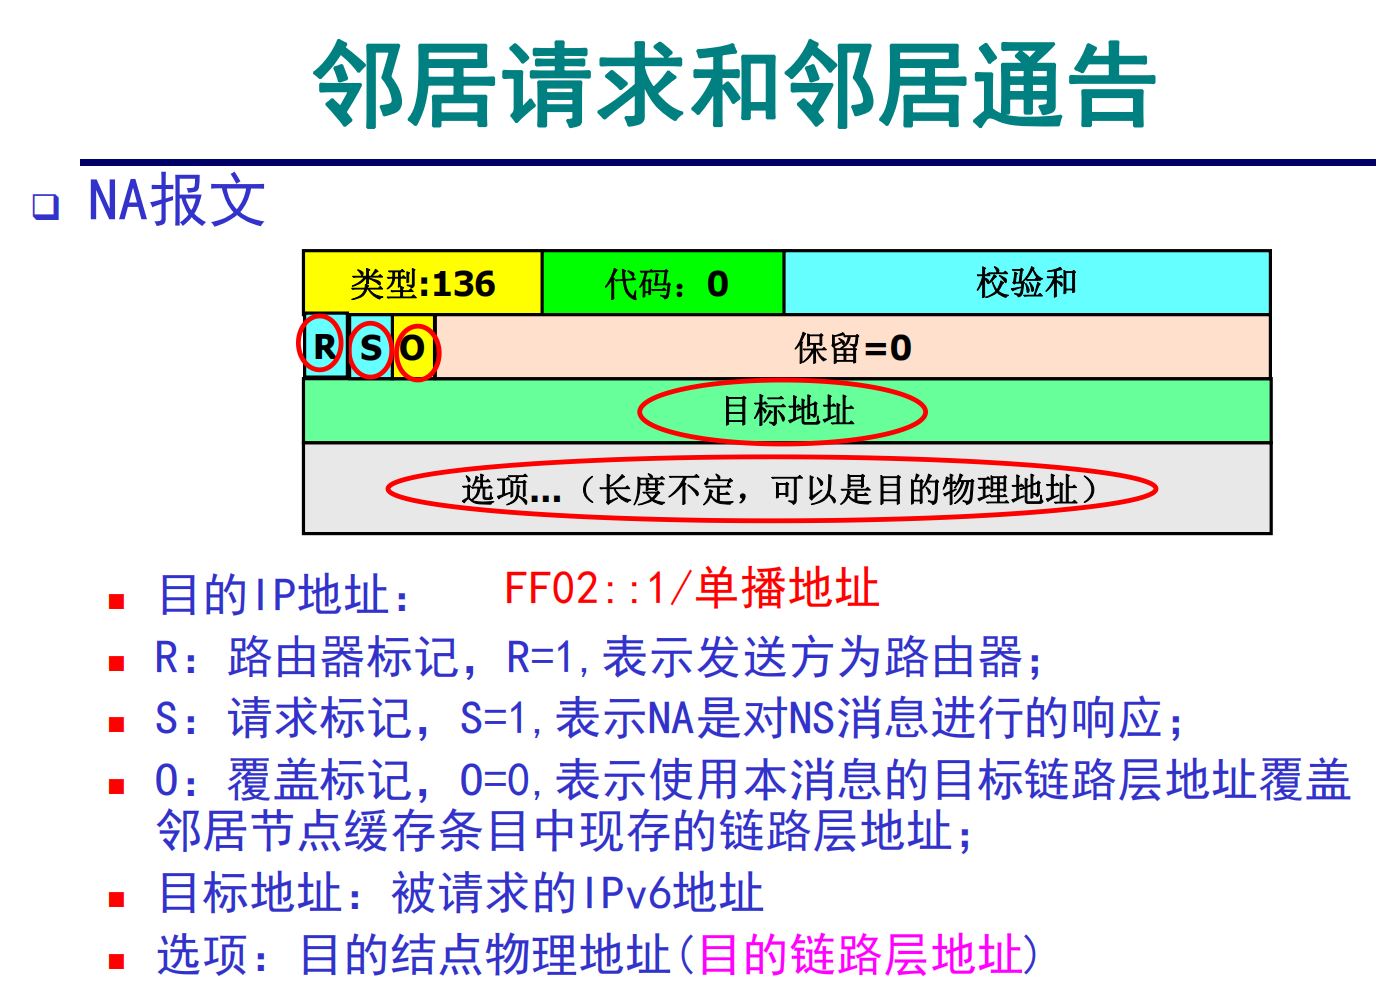 邻居请求和邻居通告
NA报文
类型:136 代码：0 校验和
R S O 保留=0
目标地址
选项...（长度不定，可以是目的物理地址）
目的IP地址： FF02::1/单播地址
R：路由器标记，R=1,表示发送方为路由器；
S：请求标记，S=1,表示NA是对NS消息进行的响应；
O：覆盖标记，O=0,表示使用本消息的目标链路层地址覆盖
邻居节点缓存条目中现存的链路层地址；
目标地址：被请求的IPv6地址
选项：目的结点物理地址(目的链路层地址)